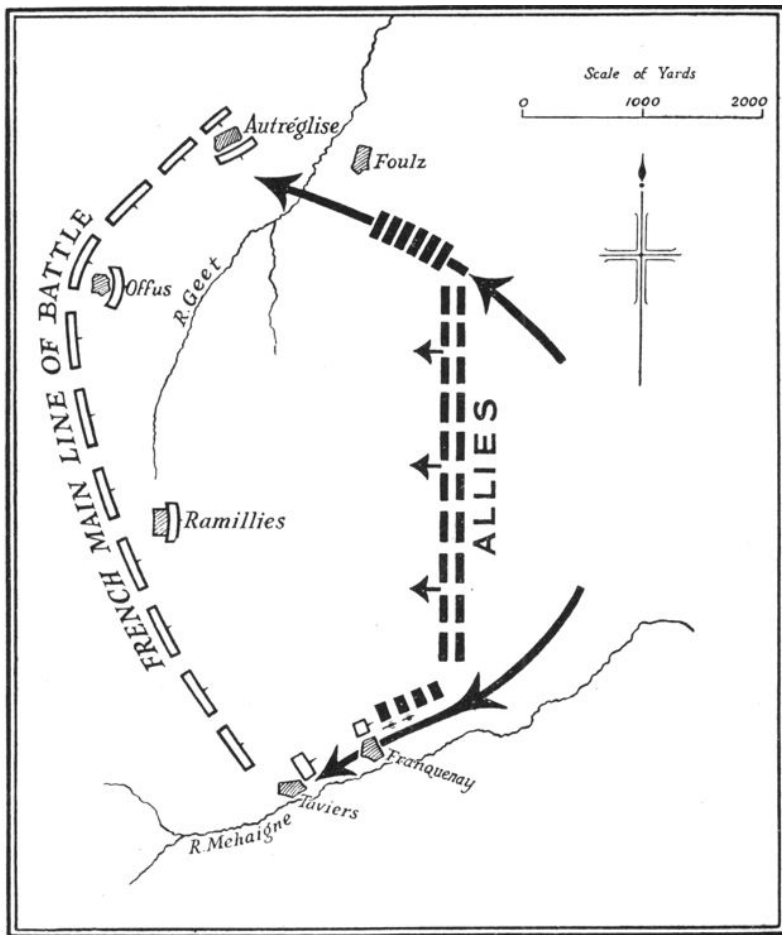 Scale of Yards
0 1000 2000
Autréglise
Foulz
FRENCH MAIN LINE OF BATTLE
Offus
R. Geet
ALLIES
Ramillies
Franquenay
Taviers
R. Mehaigne